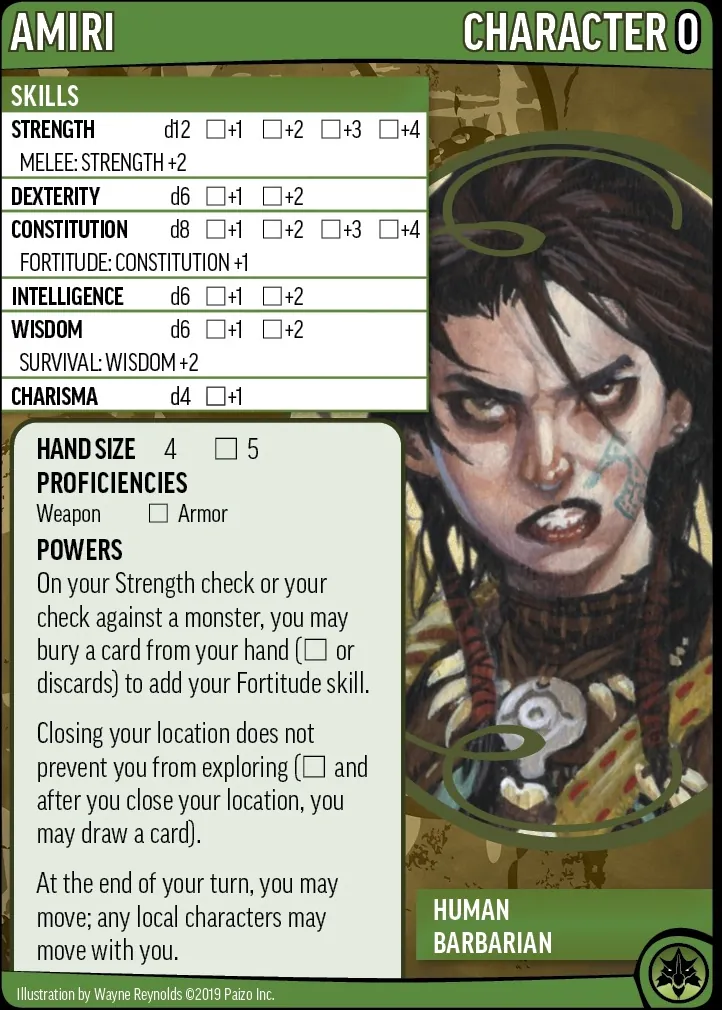 AMIRI CHARACTER 0
SKILLS
STRENGTH d12 ☐+1 ☐+2 ☐+3 ☐+4
MELEE: STRENGTH +2
DEXTERITY d6 ☐+1 ☐+2
CONSTITUTION d8 ☐+1 ☐+2 ☐+3 ☐+4
FORTITUDE: CONSTITUTION +1
INTELLIGENCE d6 ☐+1 ☐+2
WISDOM d6 ☐+1 ☐+2
SURVIVAL: WISDOM +2
CHARISMA d4 ☐+1
HAND SIZE 4 ☐ 5
PROFICIENCIES
Weapon ☐ Armor
POWERS
On your Strength check or your
check against a monster, you may
bury a card from your hand (☐ or
discards) to add your Fortitude skill.
Closing your location does not
prevent you from exploring (☐ and
after you close your location, you
may draw a card).
At the end of your turn, you may
move; any local characters may
move with you.
HUMAN
BARBARIAN
Illustration by Wayne Reynolds ©2019 Paizo Inc.